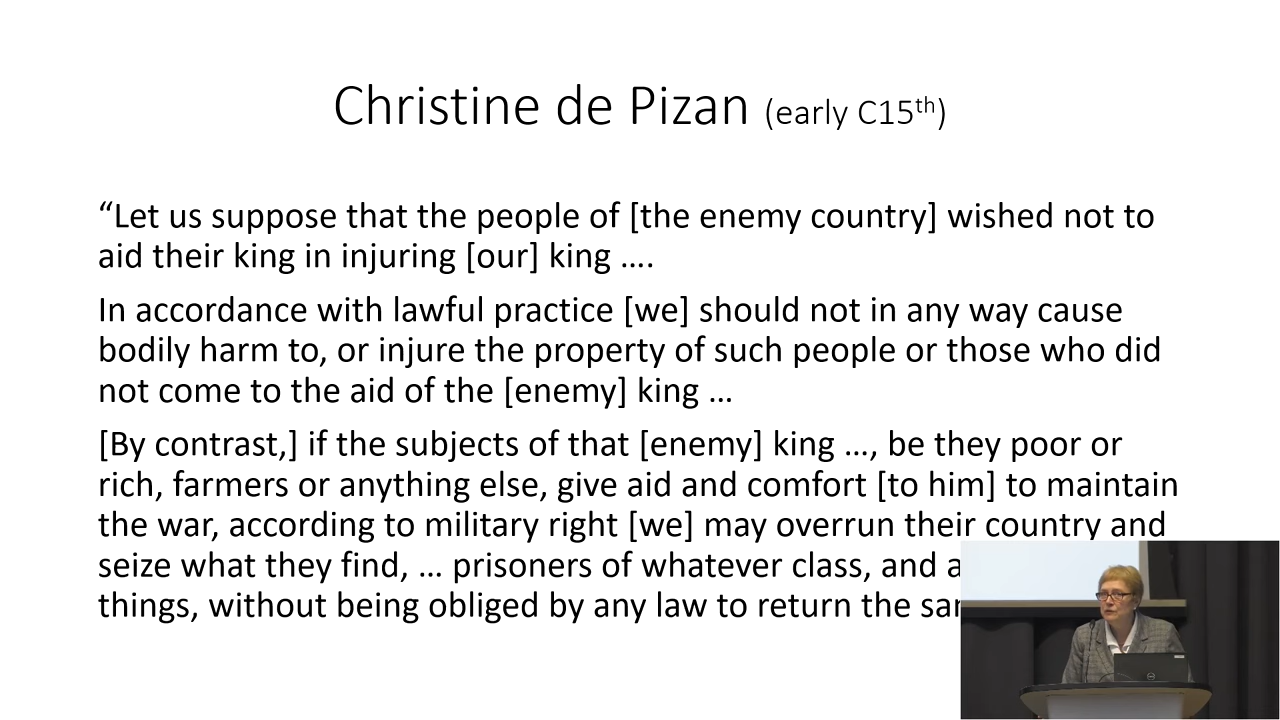 Christine de Pizan (early C15th)
“Let us suppose that the people of [the enemy country] wished not to
aid their king in injuring [our] king ….
In accordance with lawful practice [we] should not in any way cause
bodily harm to, or injure the property of such people or those who did
not come to the aid of the [enemy] king …
[By contrast,] if the subjects of that [enemy] king …, be they poor or
rich, farmers or anything else, give aid and comfort [to him] to maintain
the war, according to military right [we] may overrun their country and
seize what they find, … prisoners of whatever class, and
things, without being obliged by any law to return the